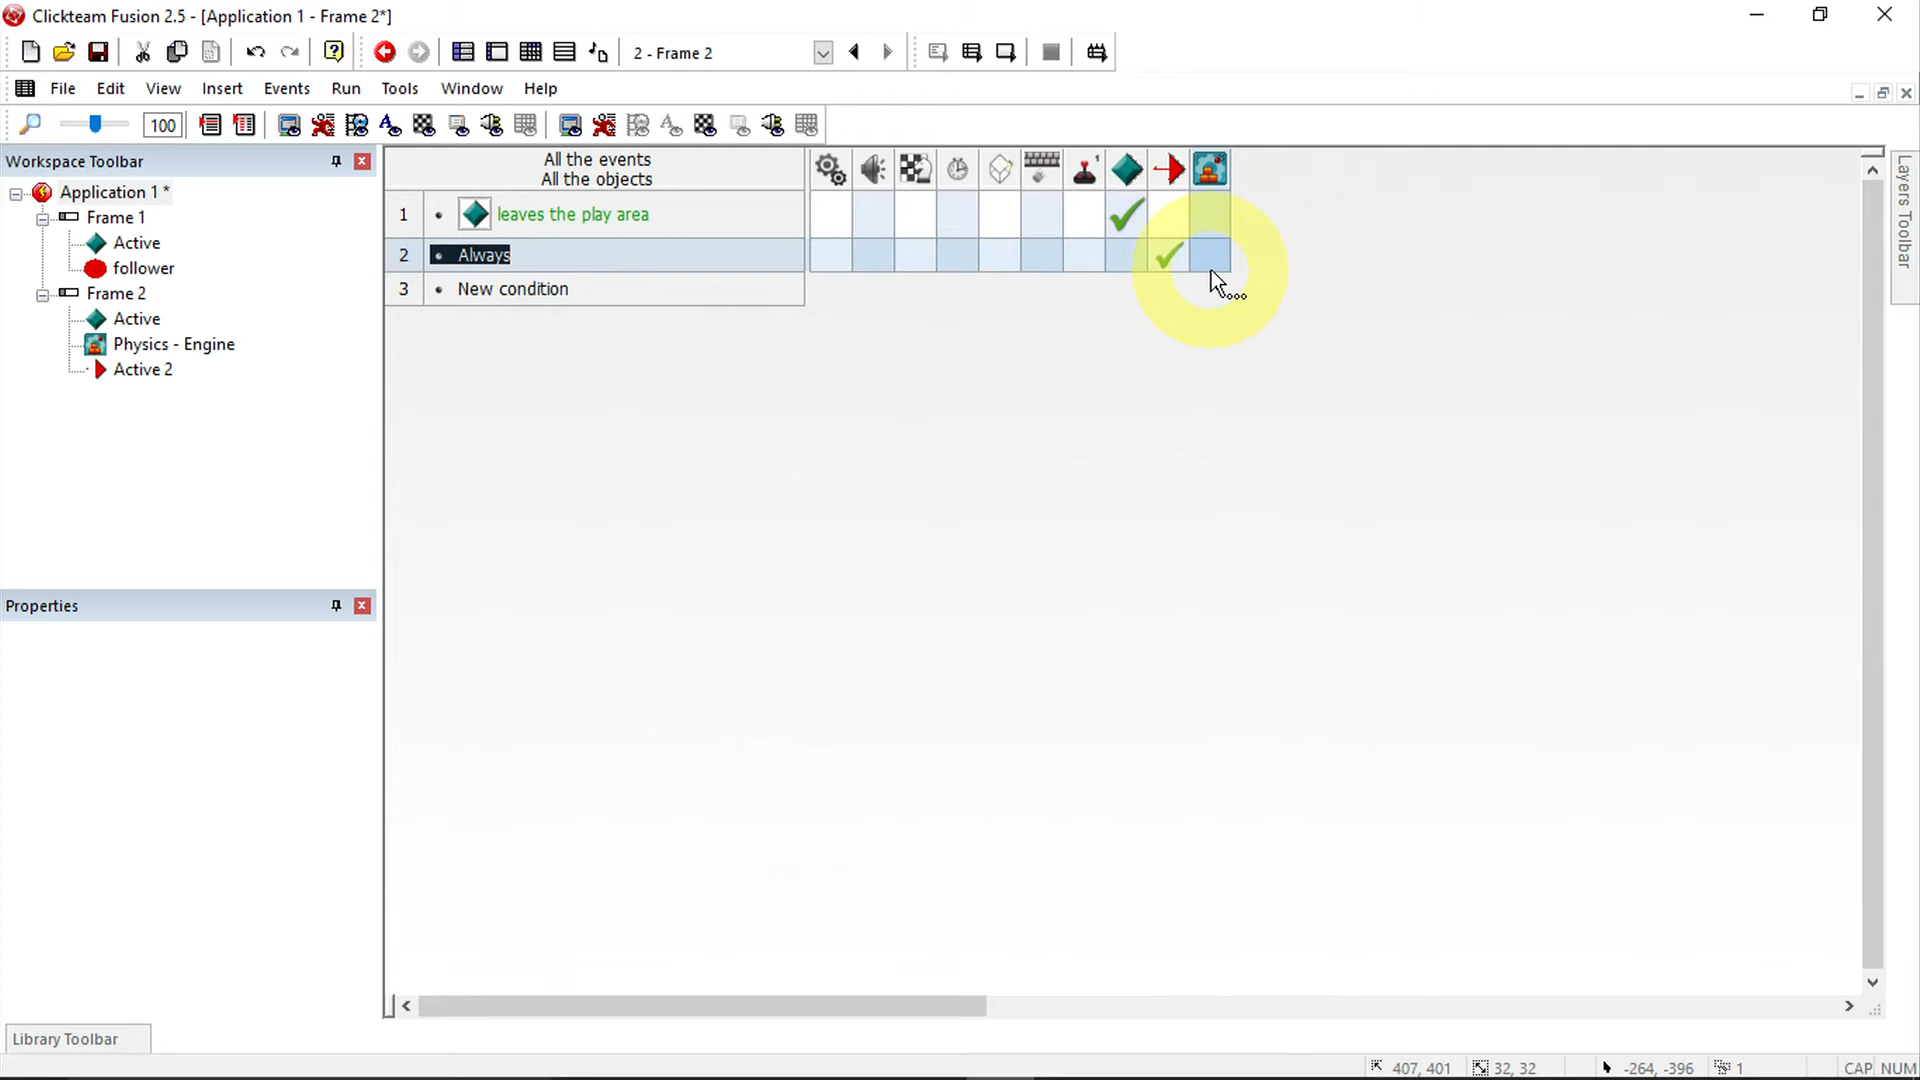 Clickteam Fusion 2.5 - [Application 1 - Frame 2*]
2 - Frame 2
File Edit View Insert Events Run Tools Window Help
100
Workspace Toolbar
Application 1 *
Frame 1
Active
follower
Frame 2
Active
Physics - Engine
Active 2
Properties
Library Toolbar
All the events
All the objects
1 leaves the play area
2 Always
3 New condition
1
Layers Toolbar
407, 401 32, 32 -264, -396 1 CAP NUM